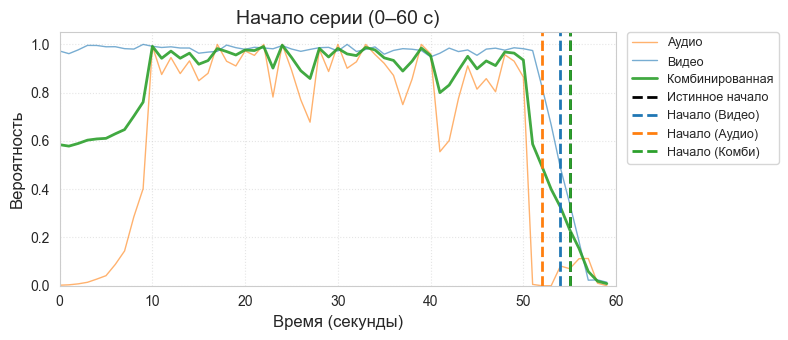 Начало серии (0–60 с)
Вероятность
1.0
0.8
0.6
0.4
0.2
0.0
0
10
20
30
40
50
60
Время (секунды)
Аудио
Видео
Комбинированная
Истинное начало
Начало (Видео)
Начало (Аудио)
Начало (Комби)